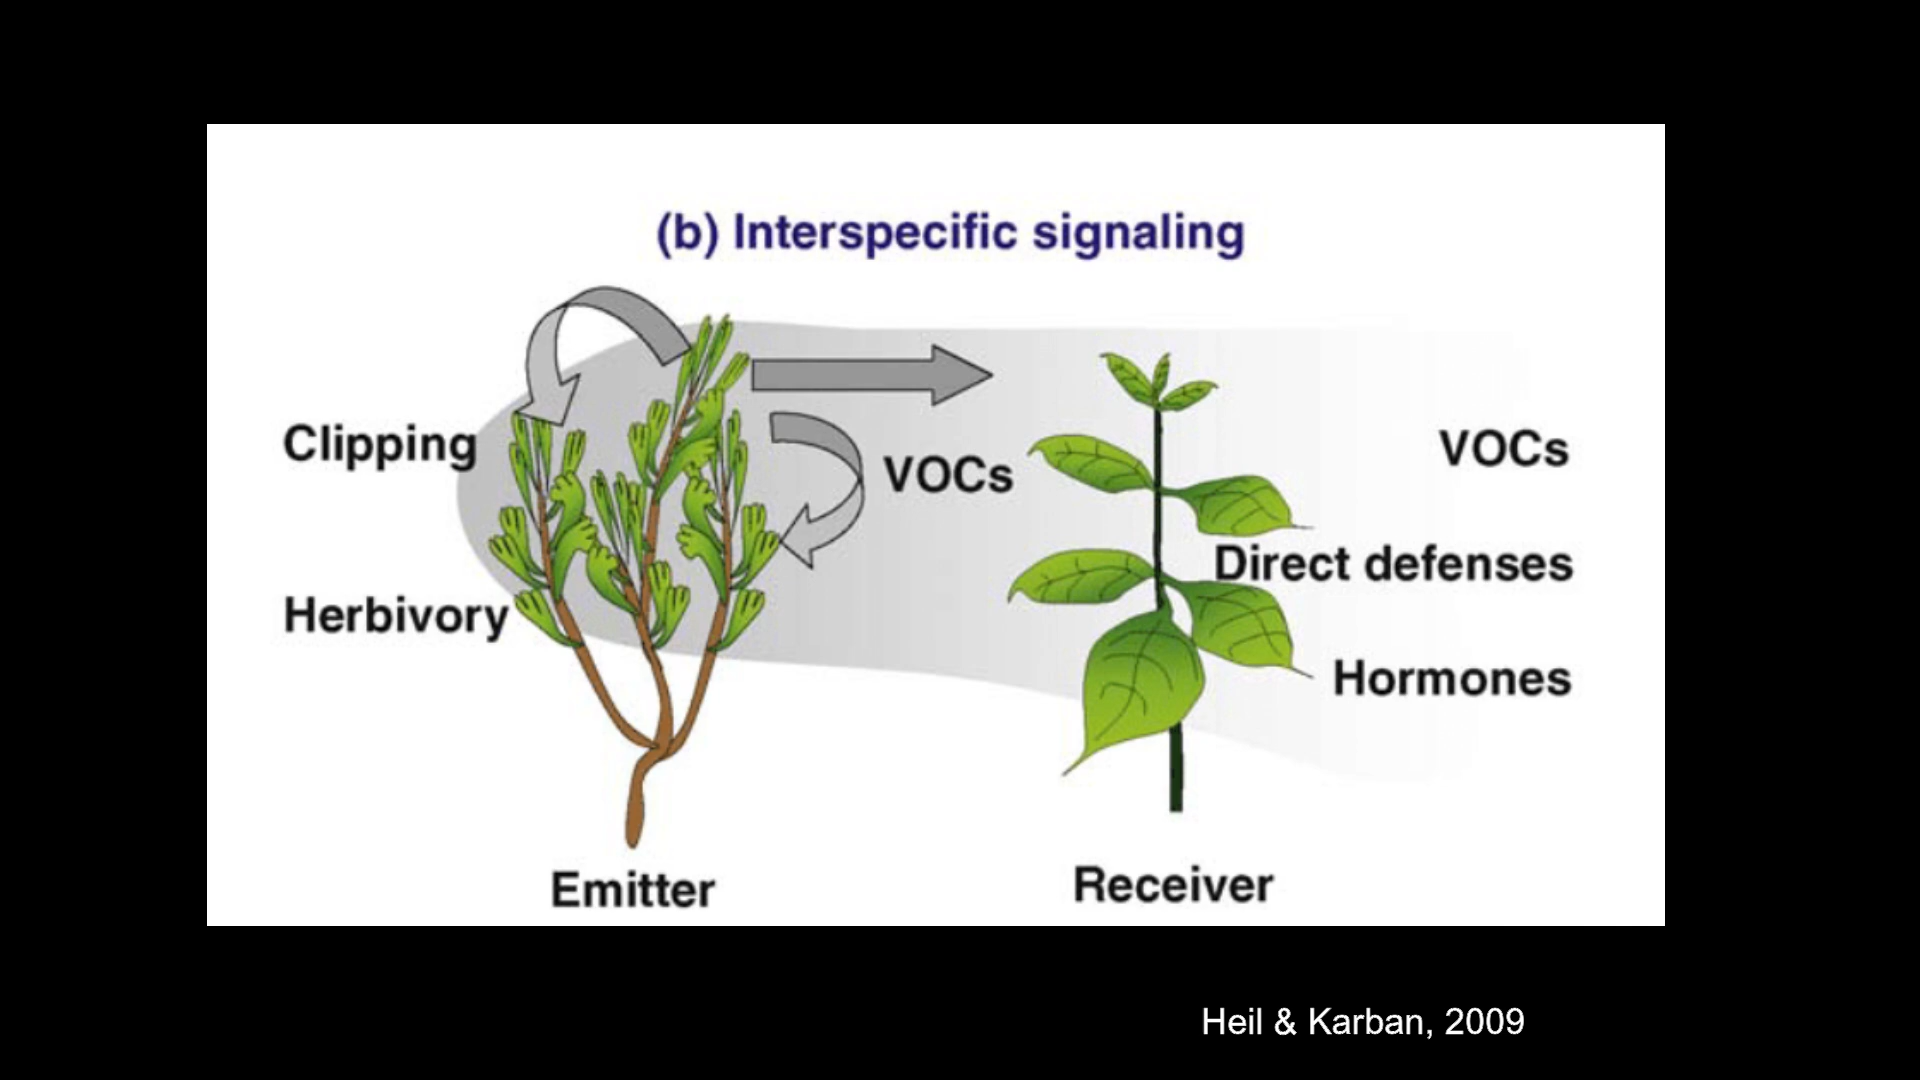 (b) Interspecific signaling
Clipping
VOCs
VOCs
Direct defenses
Herbivory
Hormones
Emitter
Receiver
Heil & Karban, 2009